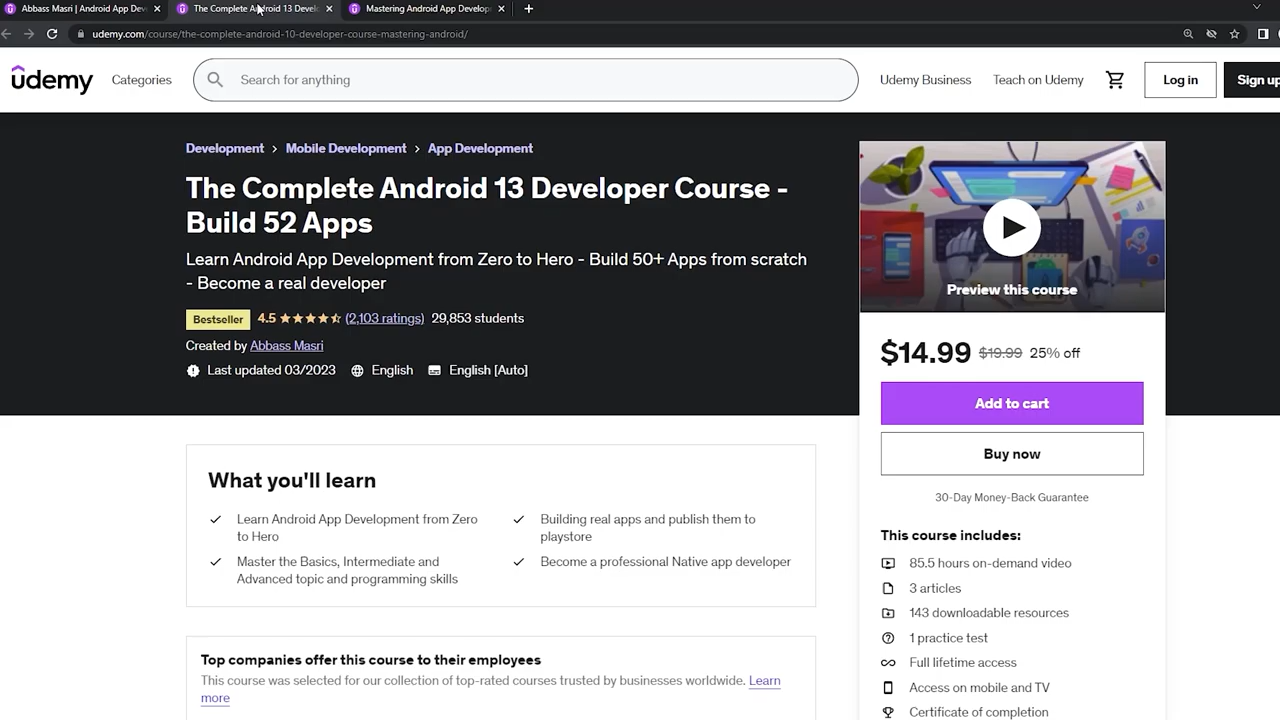 Abbass Masri | Android App Dev
The Complete Android 13 Devel
Mastering Android App Develop
udemy.com/course/the-complete-android-10-developer-course-mastering-android/
udemy
Categories
Search for anything
Udemy Business
Teach on Udemy
Log in
Sign up
Development > Mobile Development > App Development
The Complete Android 13 Developer Course -
Build 52 Apps
Learn Android App Development from Zero to Hero - Build 50+ Apps from scratch
- Become a real developer
Bestseller 4.5 (2,103 ratings) 29,853 students
Created by Abbass Masri
Last updated 03/2023 English English [Auto]
Preview this course
$14.99 $19.99 25% off
Add to cart
Buy now
30-Day Money-Back Guarantee
This course includes:
85.5 hours on-demand video
3 articles
143 downloadable resources
1 practice test
Full lifetime access
Access on mobile and TV
Certificate of completion
What you'll learn
Learn Android App Development from Zero
to Hero
Master the Basics, Intermediate and
Advanced topic and programming skills
Building real apps and publish them to
playstore
Become a professional Native app developer
Top companies offer this course to their employees
This course was selected for our collection of top-rated courses trusted by businesses worldwide. Learn
more